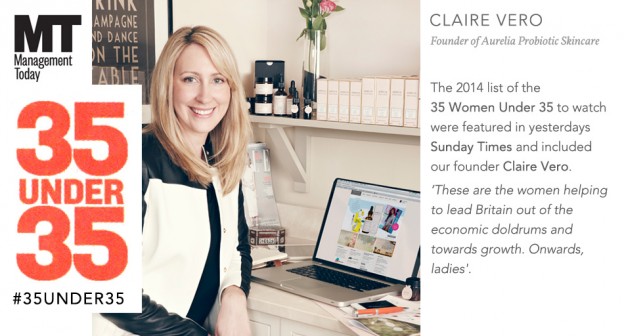 MT
Management
Today
AMPAGNE
AND DANCE
ON THE
TABLE
35
UNDER
35
#35UNDER35
CLAIRE VERO
Founder of Aurelia Probiotic Skincare
The 2014 list of the
35 Women Under 35 to watch
were featured in yesterdays
Sunday Times and included
our founder Claire Vero.
'These are the women helping
to lead Britain out of the
economic doldrums and
towards growth. Onwards,
ladies'.